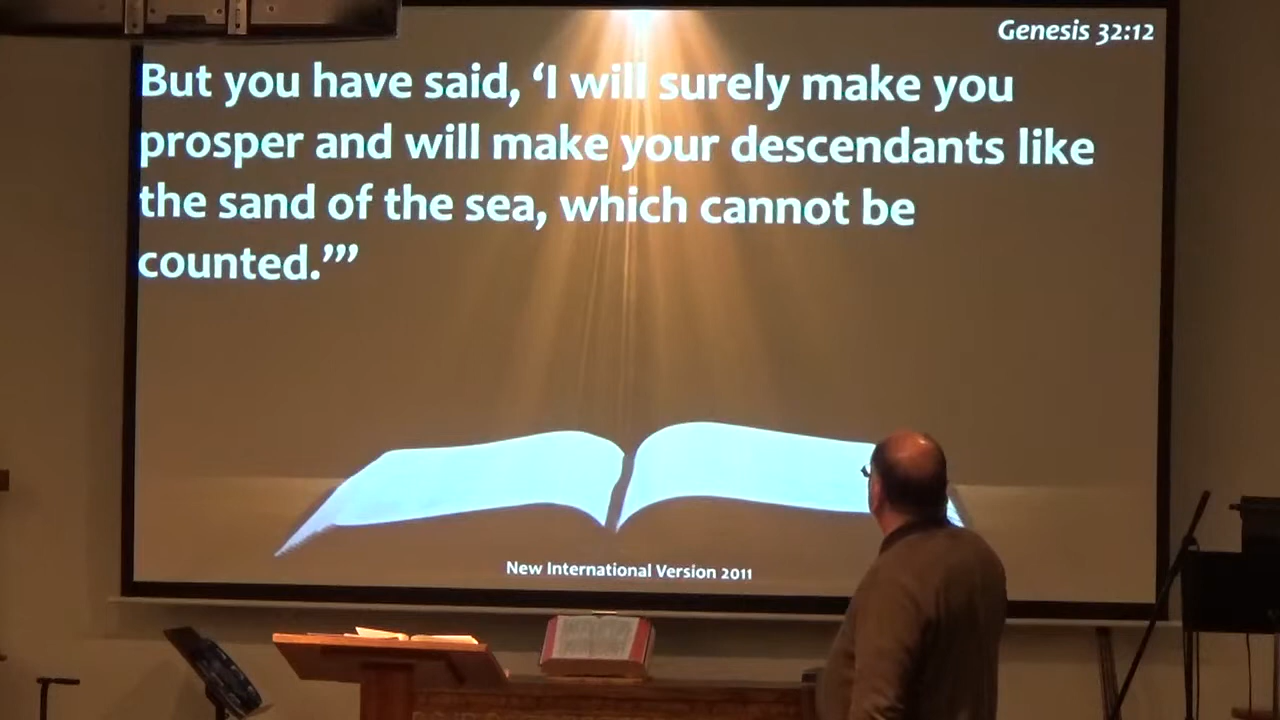 Genesis 32:12
But you have said, ‘I will surely make you
prosper and will make your descendants like
the sand of the sea, which cannot be
counted.’”
New International Version 2011